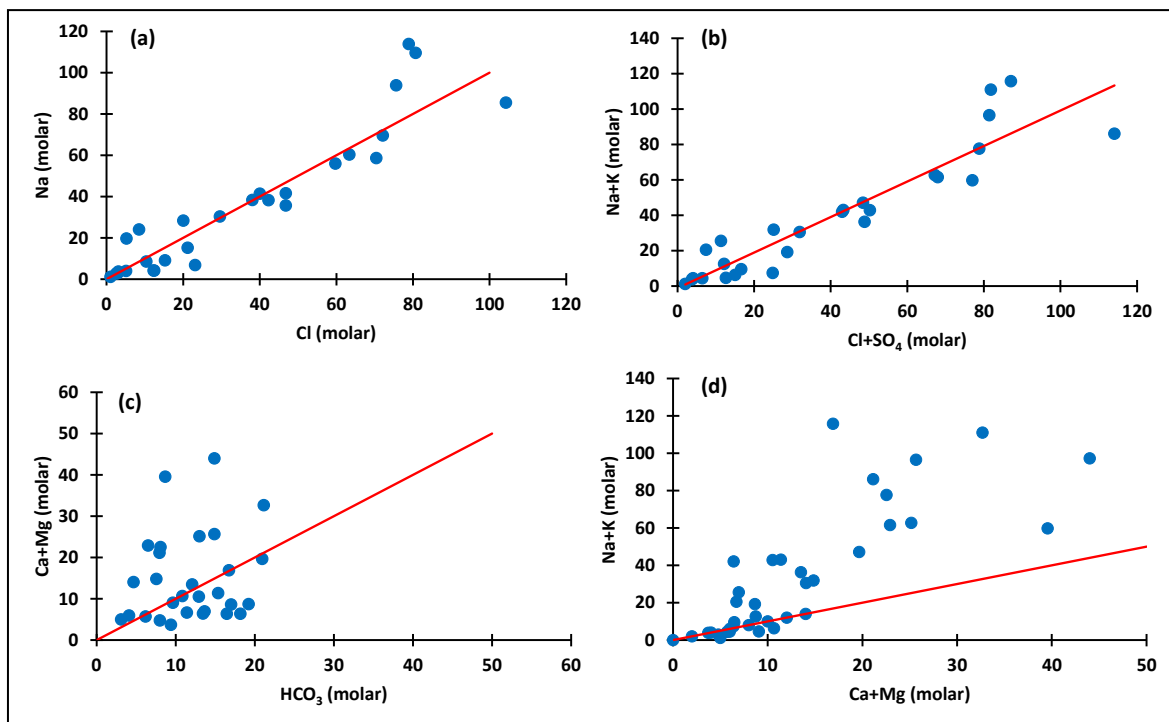 (a)
120
100
80
60
40
20
0
Na (molar)
0 20 40 60 80 100 120
Cl (molar)
(b)
140
120
100
80
60
40
20
0
Na+K (molar)
0 20 40 60 80 100 120
Cl+SO₄ (molar)
(c)
60
50
40
30
20
10
0
Ca+Mg (molar)
0 10 20 30 40 50 60
HCO₃ (molar)
(d)
140
120
100
80
60
40
20
0
Na+K (molar)
0 10 20 30 40 50
Ca+Mg (molar)